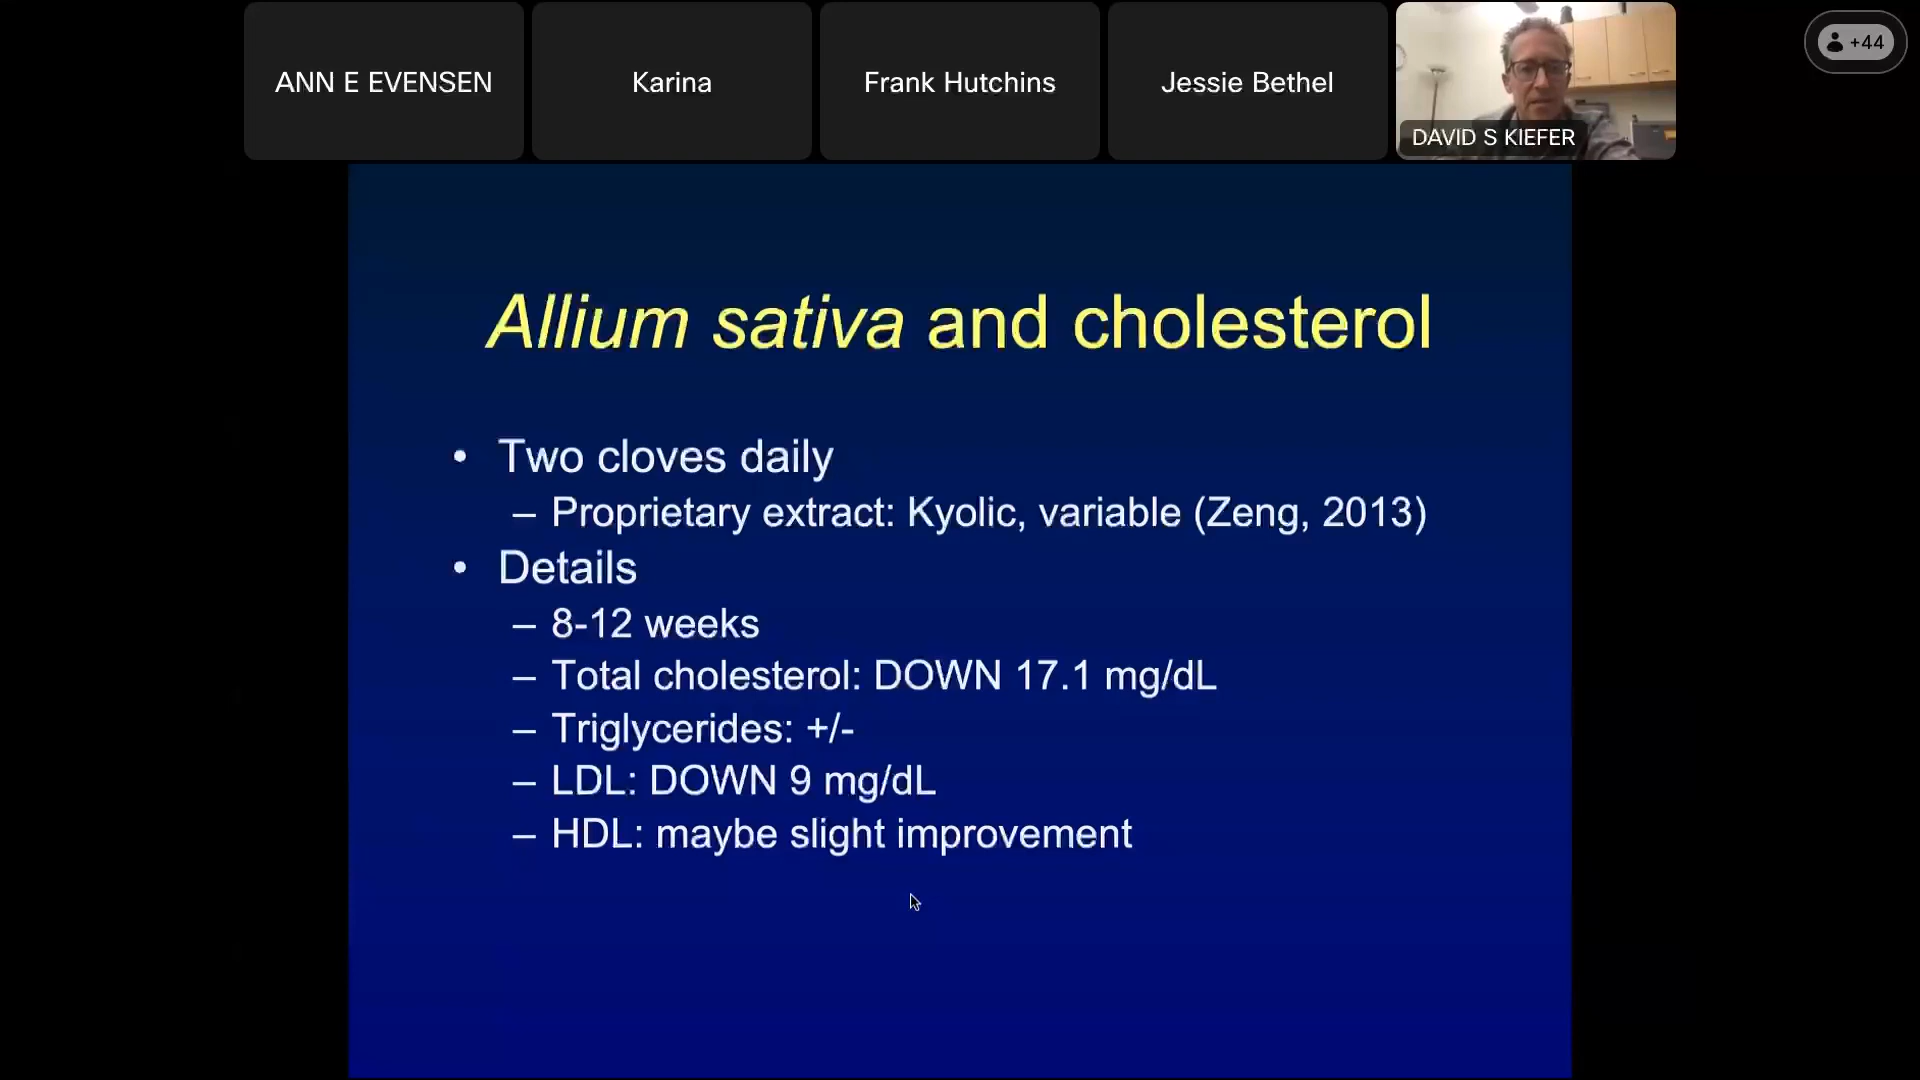 ANN E EVENSEN
Karina
Frank Hutchins
Jessie Bethel
DAVID S KIEFER
+44
Allium sativa and cholesterol
• Two cloves daily
– Proprietary extract: Kyolic, variable (Zeng, 2013)
• Details
– 8-12 weeks
– Total cholesterol: DOWN 17.1 mg/dL
– Triglycerides: +/-
– LDL: DOWN 9 mg/dL
– HDL: maybe slight improvement